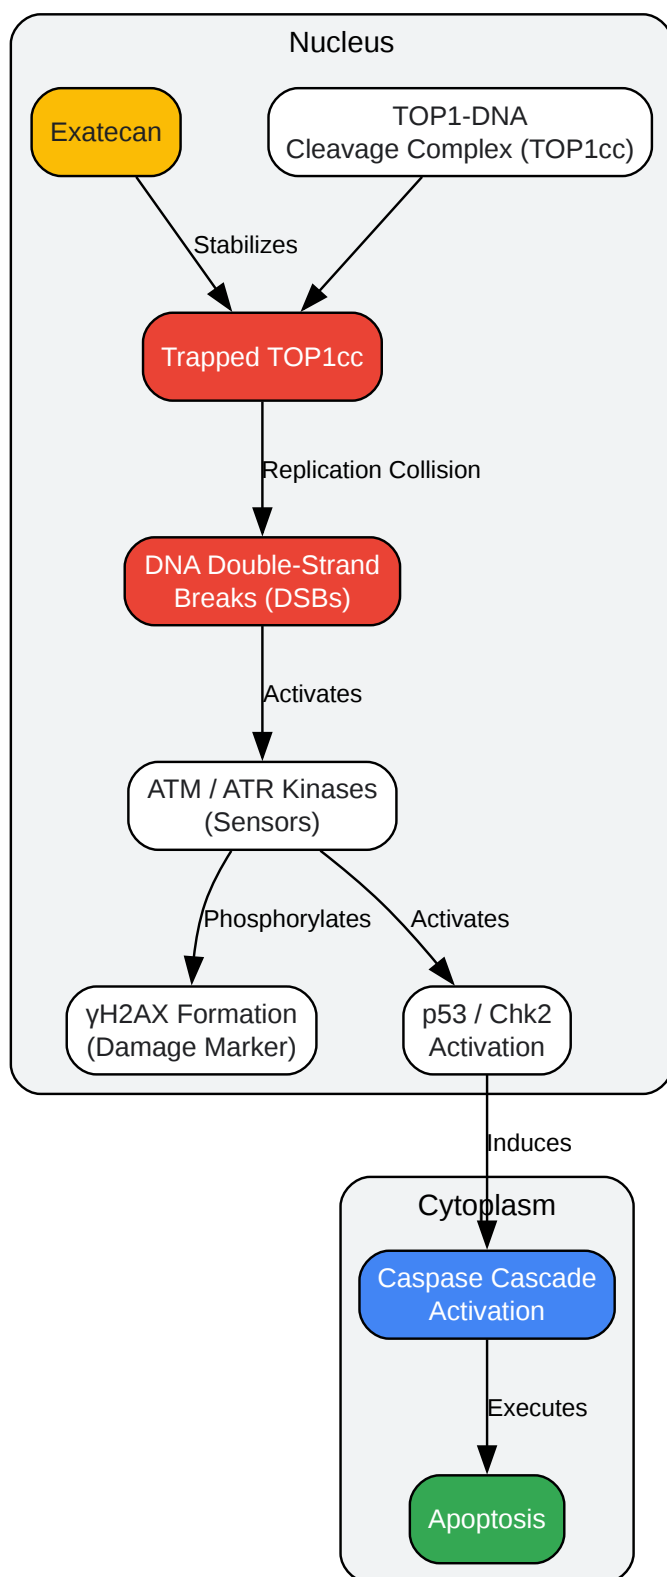 Nucleus
Exatecan
TOP1-DNA
Cleavage Complex (TOP1cc)
Stabilizes
Trapped TOP1cc
Replication Collision
DNA Double-Strand
Breaks (DSBs)
Activates
ATM / ATR Kinases
(Sensors)
Phosphorylates
Activates
γH2AX Formation
(Damage Marker)
p53 / Chk2
Activation
Induces
Cytoplasm
Caspase Cascade
Activation
Executes
Apoptosis